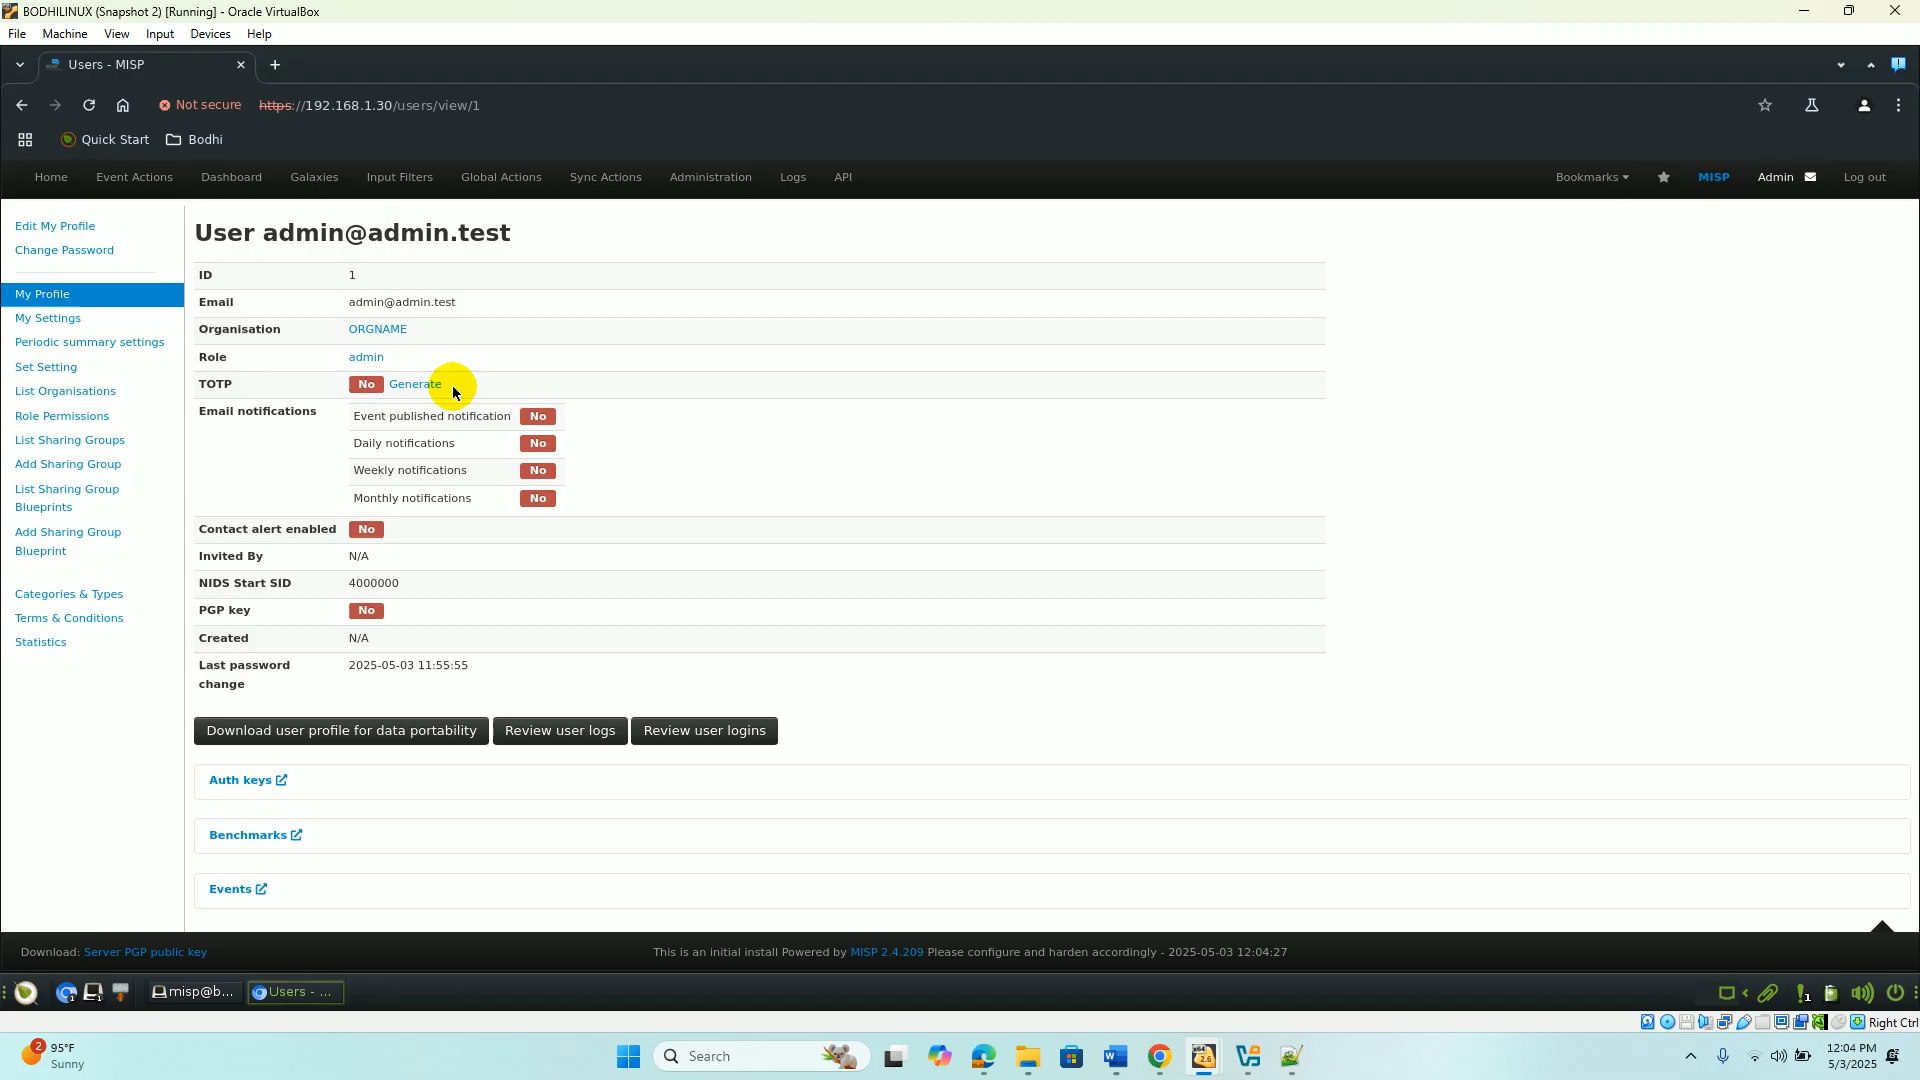 BODHILINUX (Snapshot 2) [Running] - Oracle VirtualBox
File Machine View Input Devices Help
Users - MISP
Not secure https://192.168.1.30/users/view/1
Quick Start Bodhi
Home Event Actions Dashboard Galaxies Input Filters Global Actions Sync Actions Administration Logs API Bookmarks MISP Admin Log out
Edit My Profile
Change Password
My Profile
My Settings
Periodic summary settings
Set Setting
List Organisations
Role Permissions
List Sharing Groups
Add Sharing Group
List Sharing Group
Blueprints
Add Sharing Group
Blueprint
Categories & Types
Terms & Conditions
Statistics
User admin@admin.test
ID 1
Email admin@admin.test
Organisation ORGNAME
Role admin
TOTP No Generate
Email notifications Event published notification No
Daily notifications No
Weekly notifications No
Monthly notifications No
Contact alert enabled No
Invited By N/A
NIDS Start SID 4000000
PGP key No
Created N/A
Last password 2025-05-03 11:55:55
change
Download user profile for data portability Review user logs Review user logins
Auth keys
Benchmarks
Events
Download: Server PGP public key This is an initial install Powered by MISP 2.4.209 Please configure and harden accordingly - 2025-05-03 12:04:27
misp@b... Users - ...
Right Ctrl
2 95°F
Sunny
Search
12:04 PM
5/3/2025